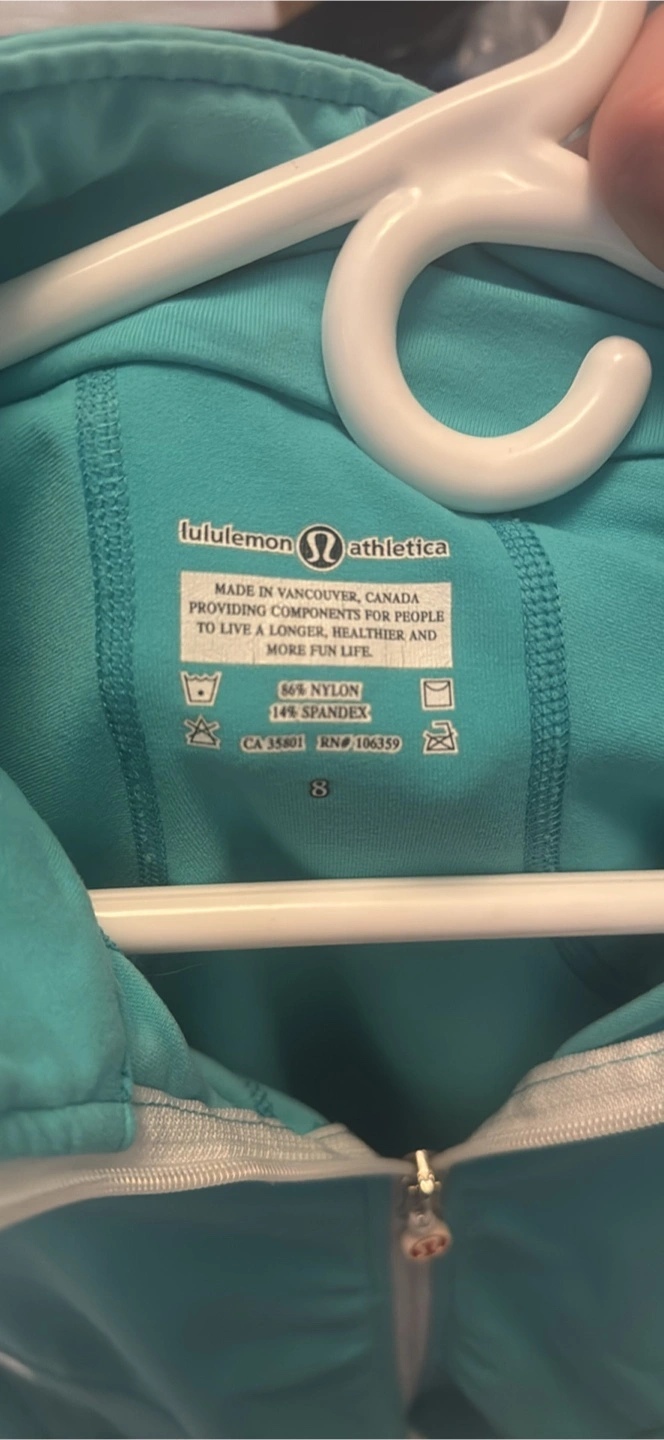 lululemon athletica
MADE IN VANCOUVER, CANADA
PROVIDING COMPONENTS FOR PEOPLE
TO LIVE A LONGER, HEALTHIER AND
MORE FUN LIFE.
86% NYLON
14% SPANDEX
CA 35801 RN# 106359
8